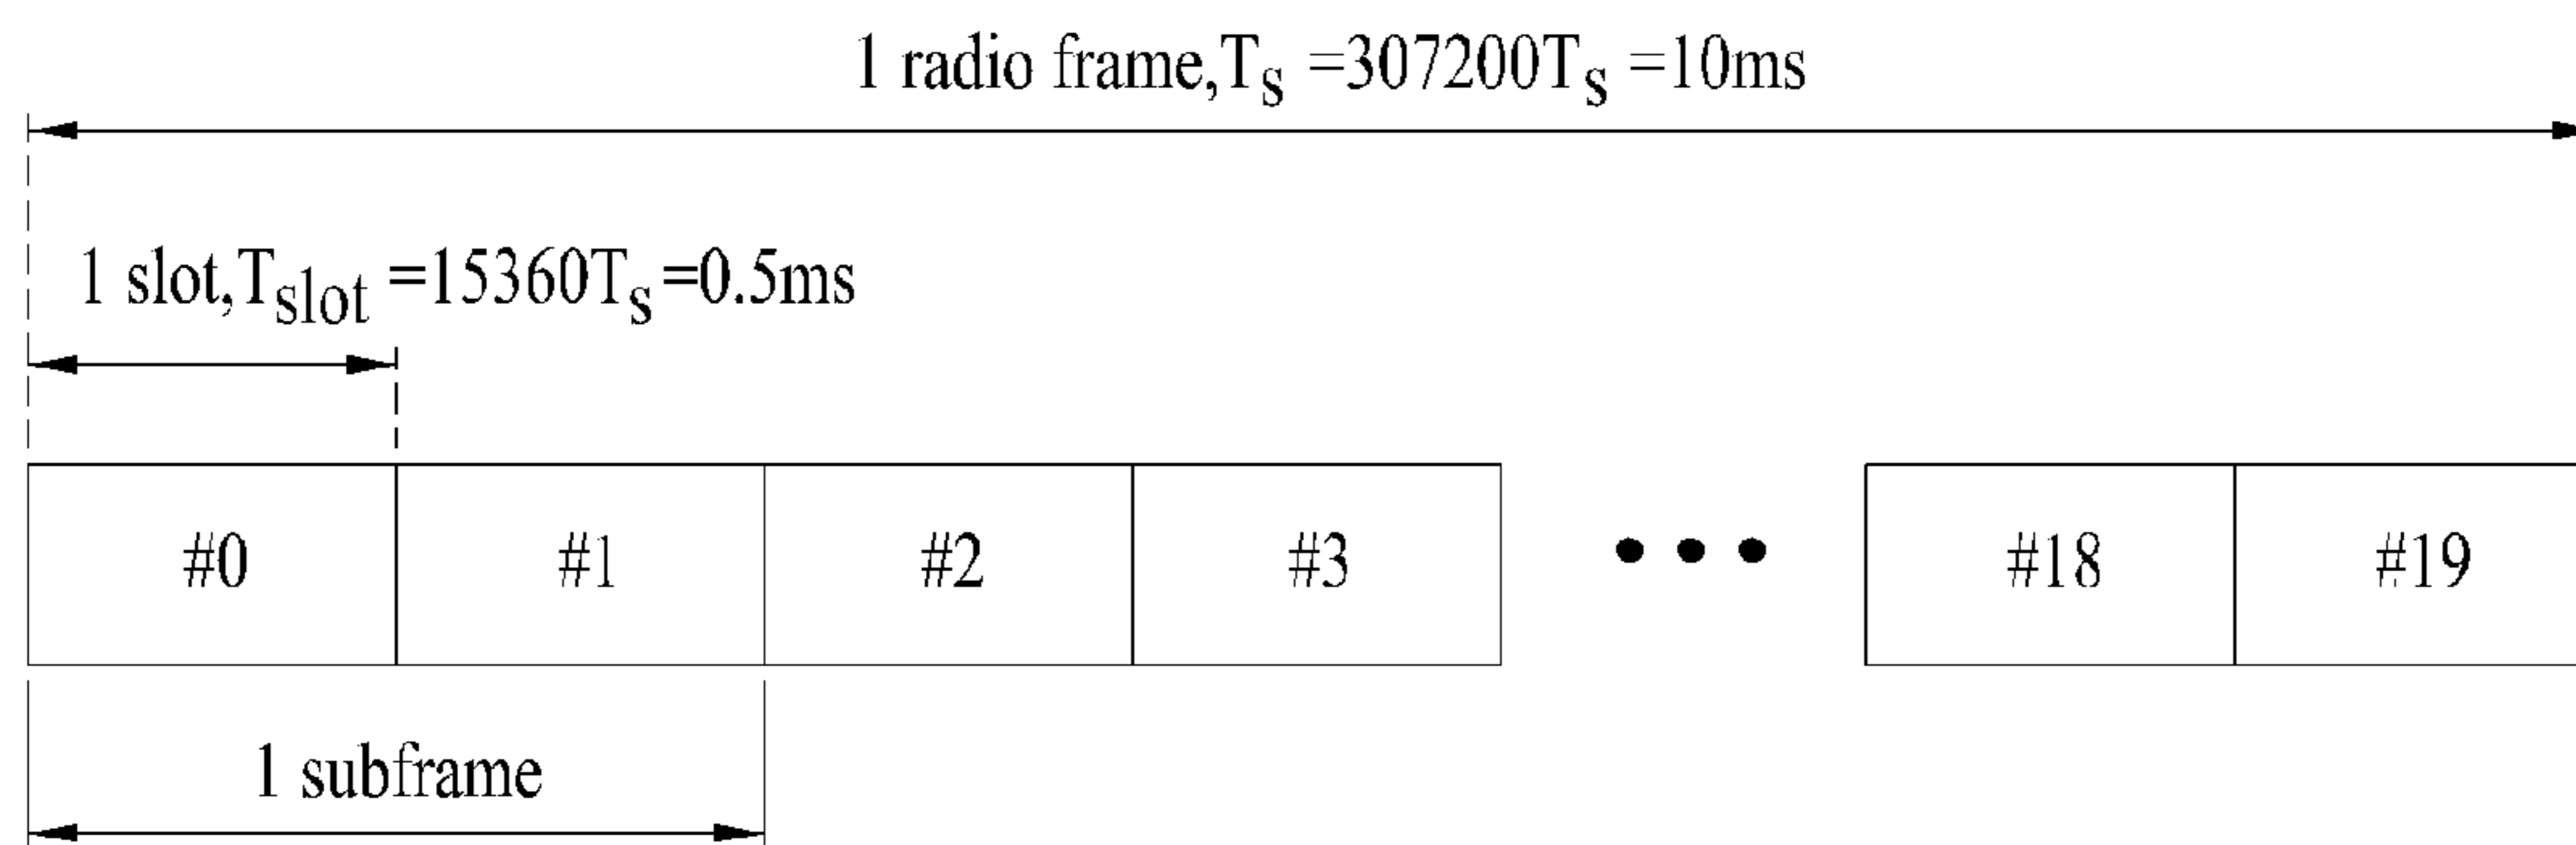 1 radio frame,Ts =307200Ts =10ms
1 slot,Tslot =15360Ts=0.5ms
#0 #1 #2 #3 ••• #18 #19
1 subframe